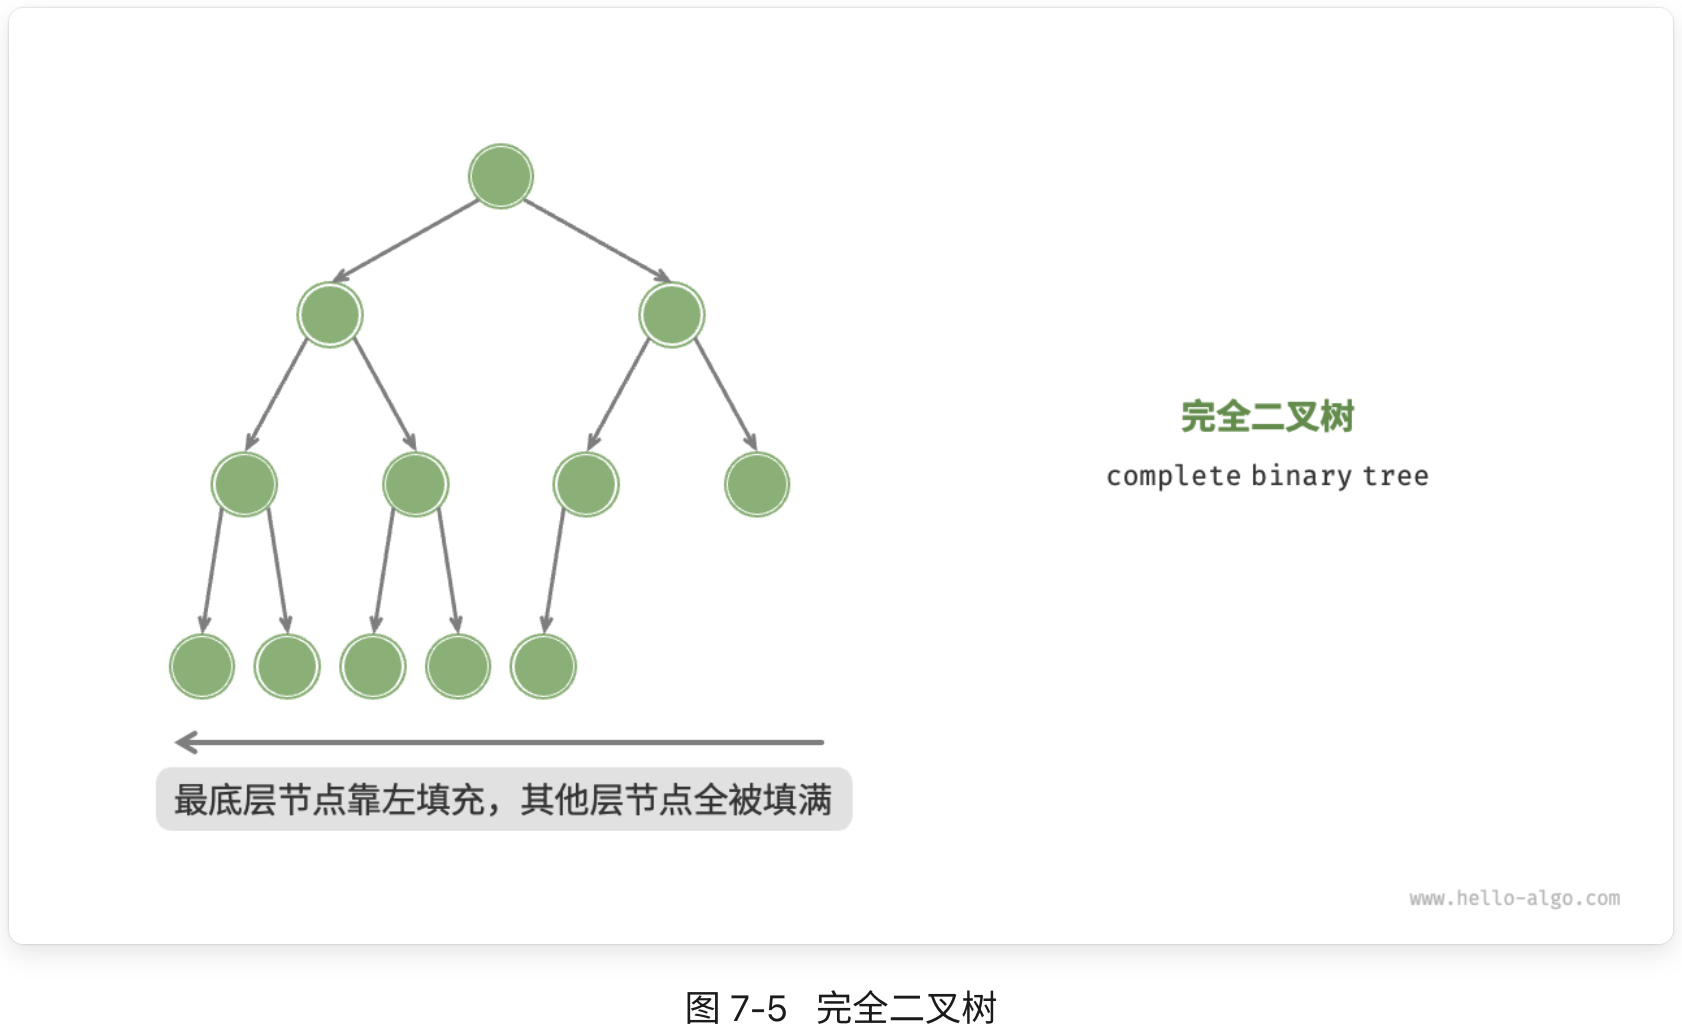 完全二叉树
complete binary tree
最底层节点靠左填充，其他层节点全被填满
www.hello-algo.com
图 7-5 完全二叉树